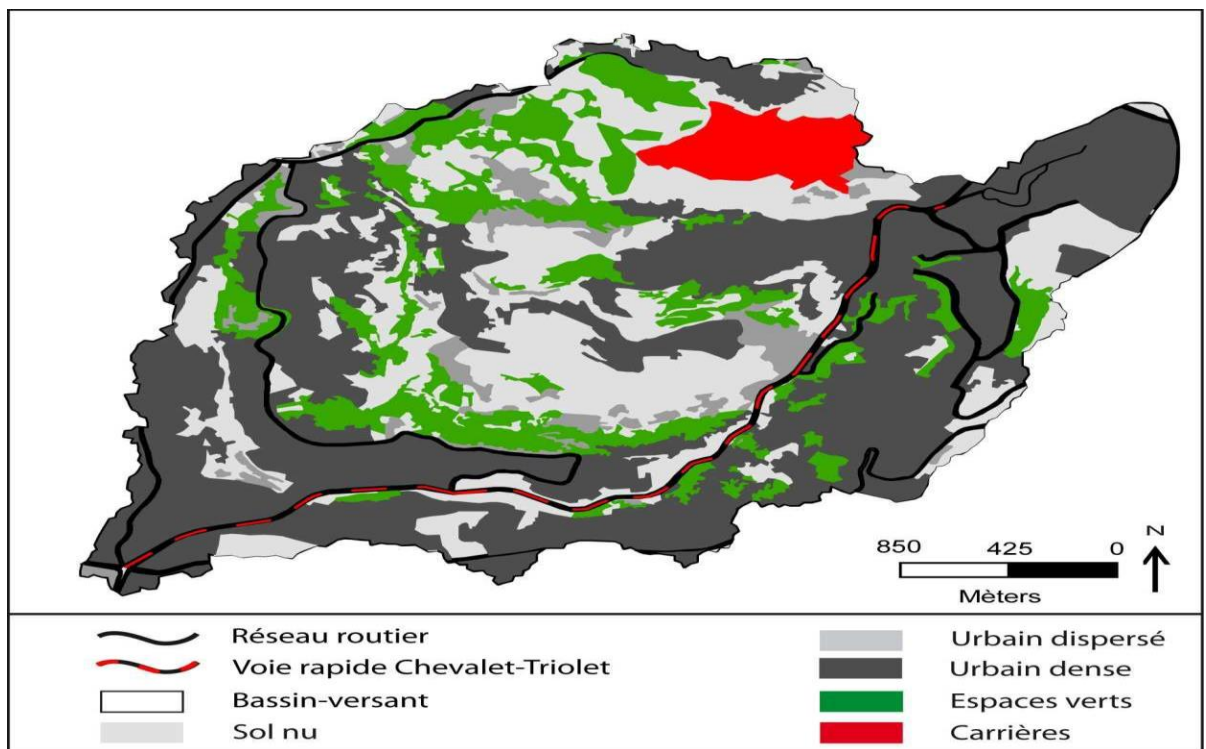 850 425 0
Mèters
N
Réseau routier
Voie rapide Chevalet-Triolet
Bassin-versant
Sol nu
Urbain dispersé
Urbain dense
Espaces verts
Carrières